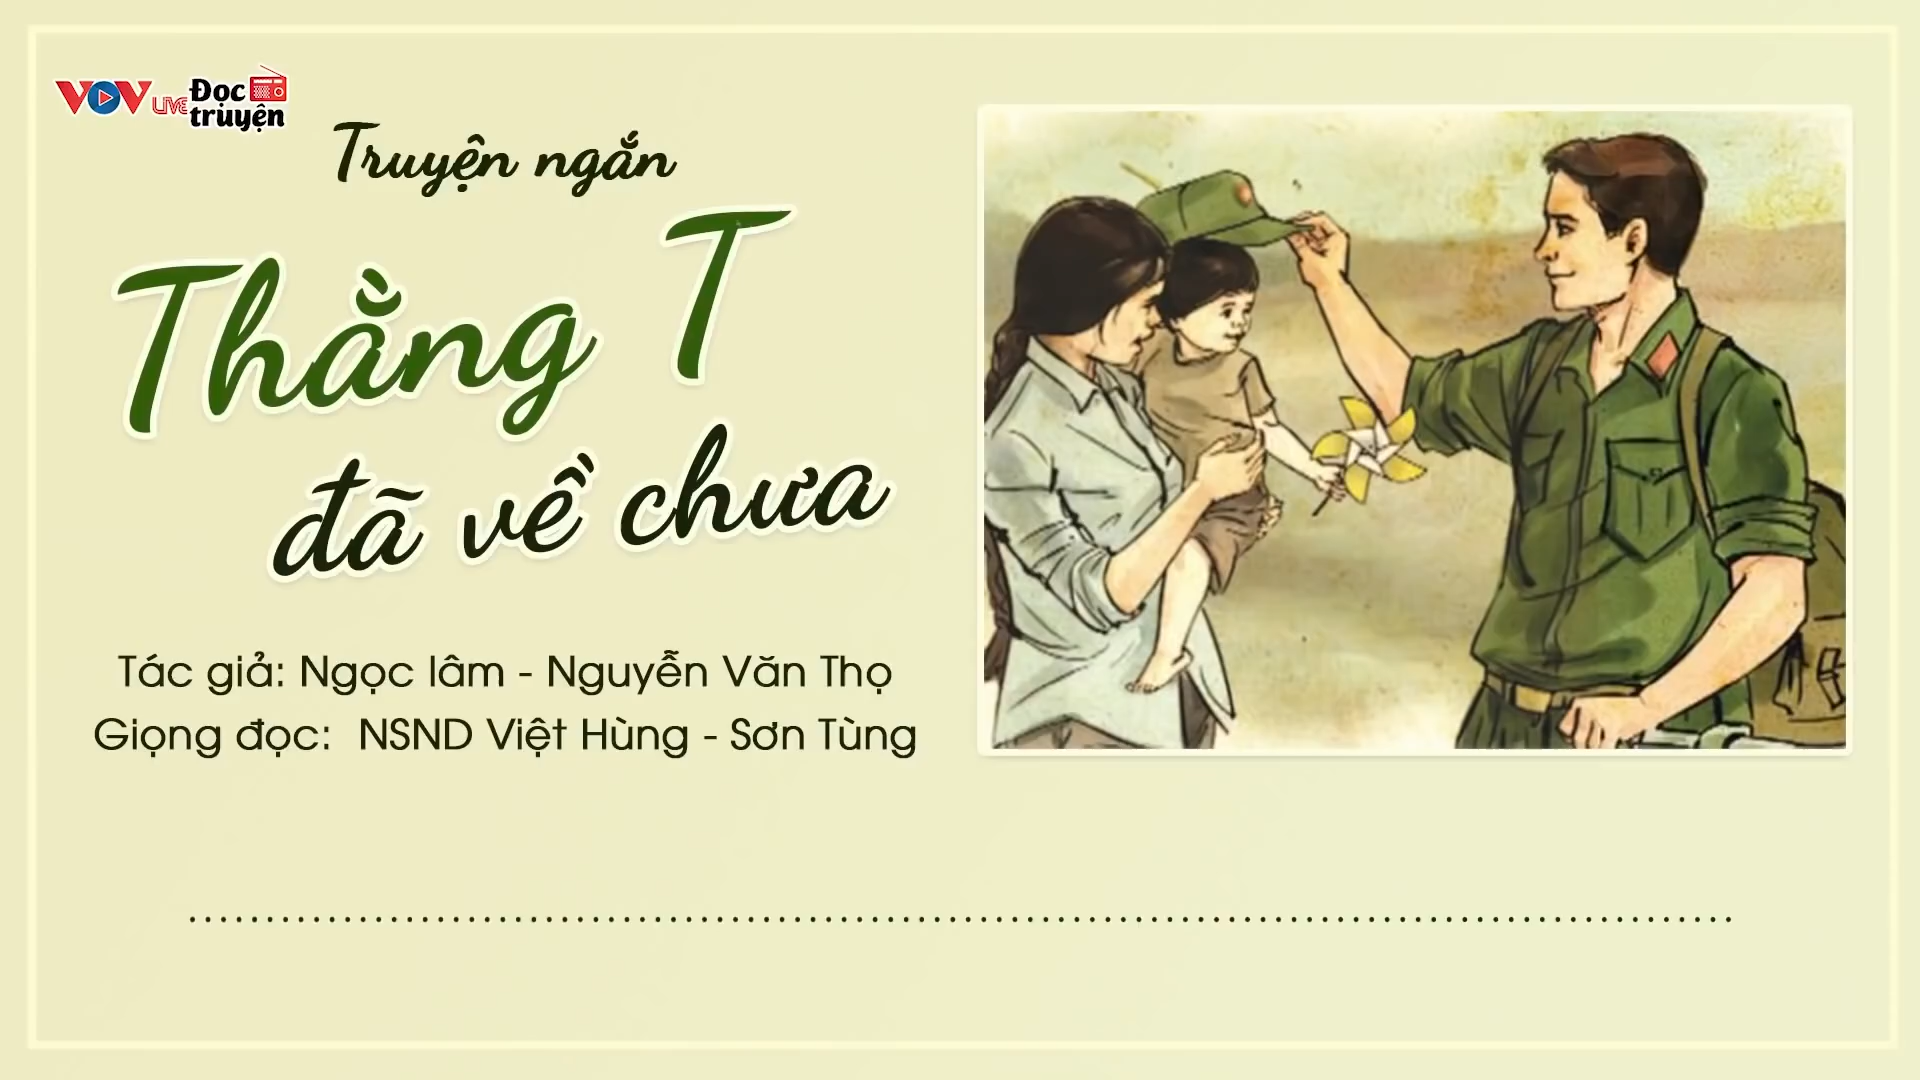 VOV LIVE Đọc
truyện
Truyện ngắn
Thằng T
đã về chưa
Tác giả: Ngọc lâm - Nguyễn Văn Thọ
Giọng đọc: NSND Việt Hùng - Sơn Tùng